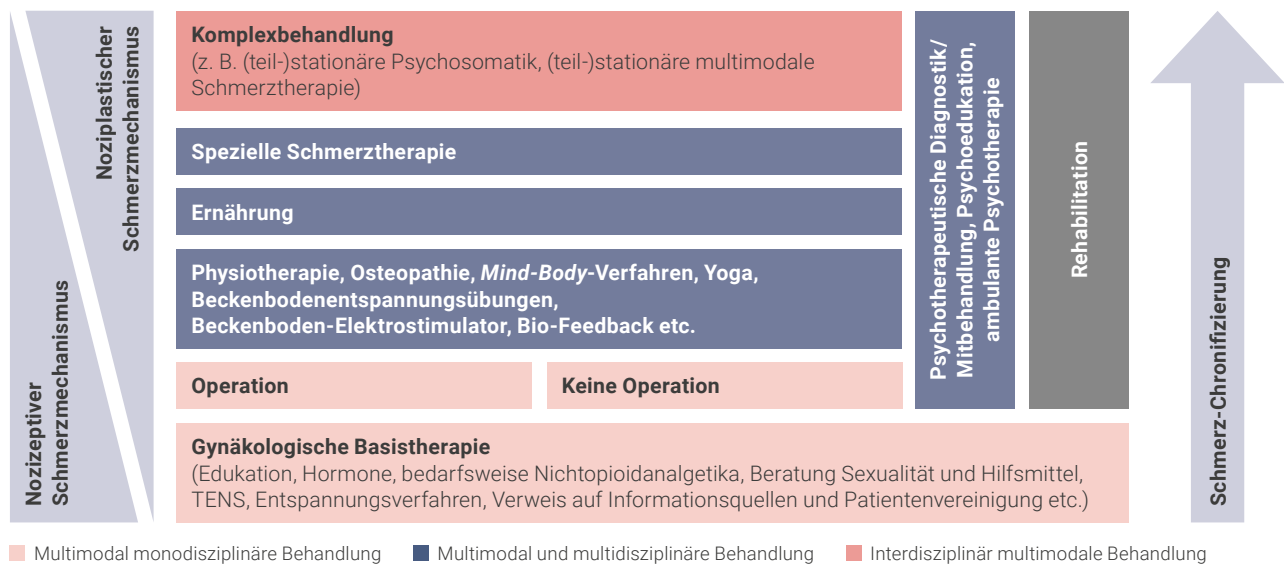 Noziplastischer
Schmerzmechanismus
Nozizeptiver
Schmerzmechanismus
Komplexbehandlung
(z. B. (teil-)stationäre Psychosomatik, (teil-)stationäre multimodale
Schmerztherapie)
Spezielle Schmerztherapie
Ernährung
Physiotherapie, Osteopathie, Mind-Body-Verfahren, Yoga,
Beckenbodenentspannungsübungen,
Beckenboden-Elektrostimulator, Bio-Feedback etc.
Operation
Keine Operation
Psychotherapeutische Diagnostik/
Mitbehandlung, Psychoedukation,
ambulante Psychotherapie
Rehabilitation
Schmerz-Chronifizierung
Gynäkologische Basistherapie
(Edukation, Hormone, bedarfsweise Nichtopioidanalgetika, Beratung Sexualität und Hilfsmittel,
TENS, Entspannungsverfahren, Verweis auf Informationsquellen und Patientenvereinigung etc.)
Multimodal monodisziplinäre Behandlung
Multimodal und multidisziplinäre Behandlung
Interdisziplinär multimodale Behandlung